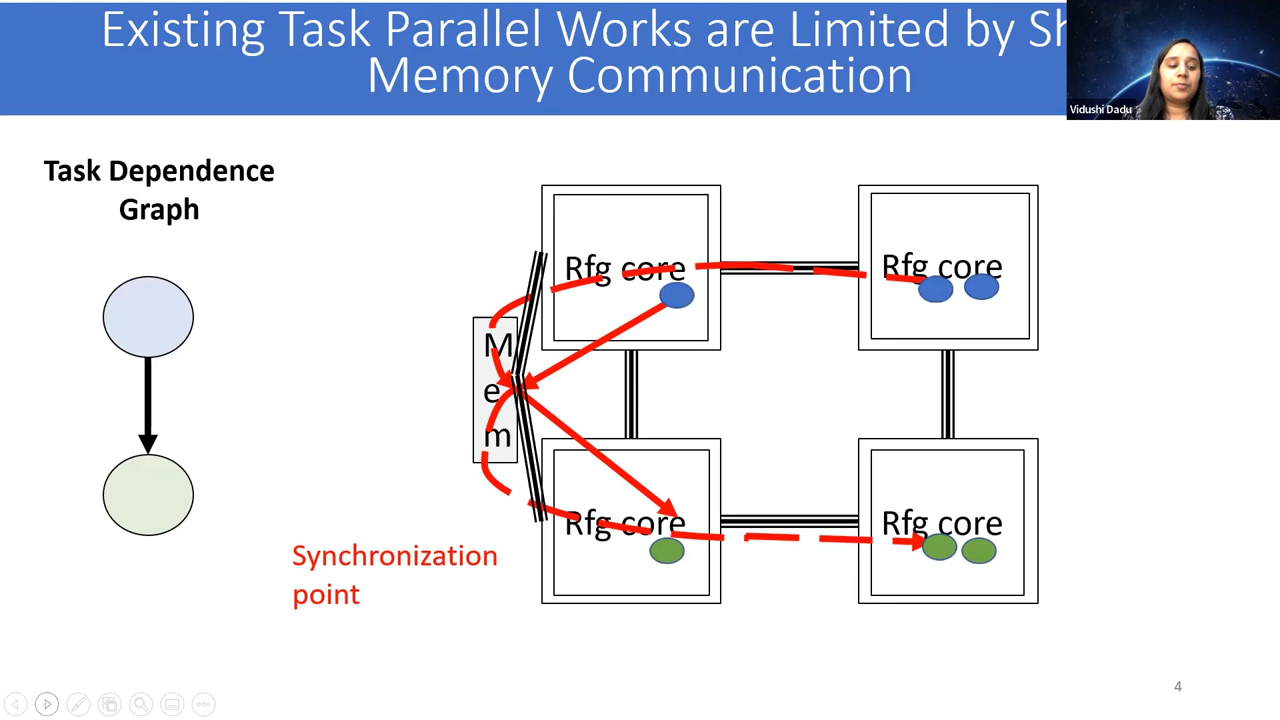 Existing Task Parallel Works are Limited by
Memory Communication
Vidushi Dadu
Task Dependence
Graph
Rfg core
Rfg core
Mem
Rfg core
Rfg core
Synchronization
point
4